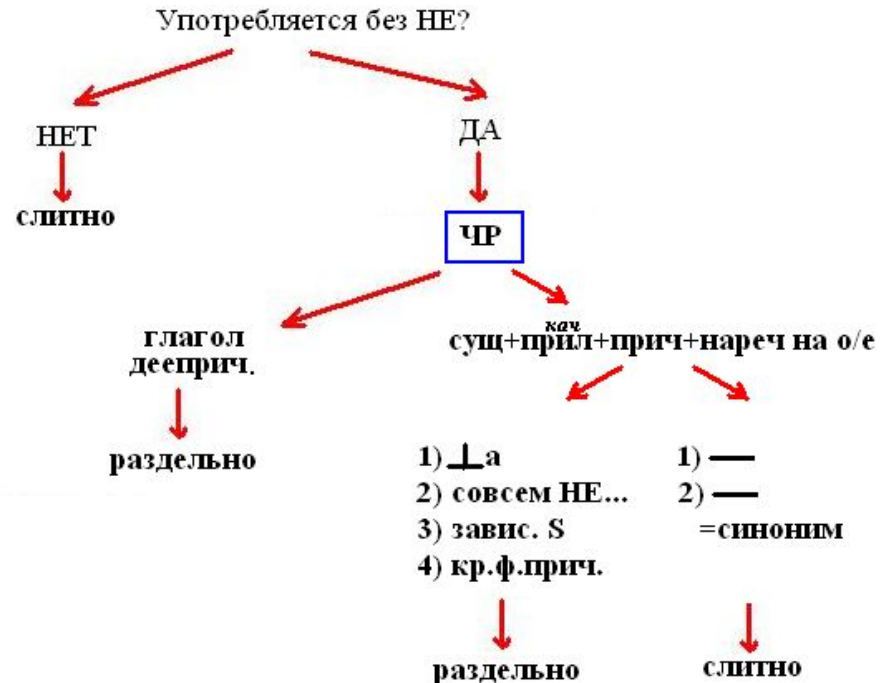 Употребляется без НЕ?
НЕТ
ДА
слитно
ЧР
глагол
дееприч.
кач
сущ+прил+прич+нареч на о/е
раздельно
1) ⊥а
2) совсем НЕ...
3) завис. S
4) кр.ф.прич.
1) —
2) —
=синоним
раздельно
слитно